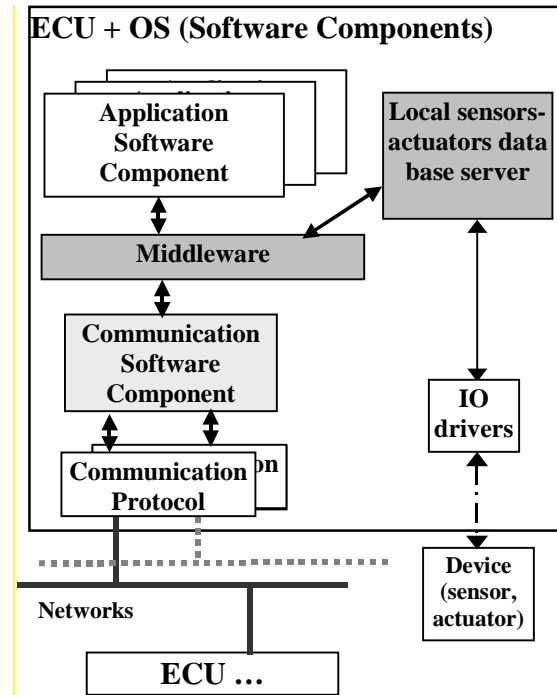 ECU + OS (Software Components)
Application
Software
Component
Local sensors-
actuators data
base server
Middleware
Communication
Software
Component
IO
drivers
on
Communication
Protocol
Device
(sensor,
actuator)
Networks
ECU ...